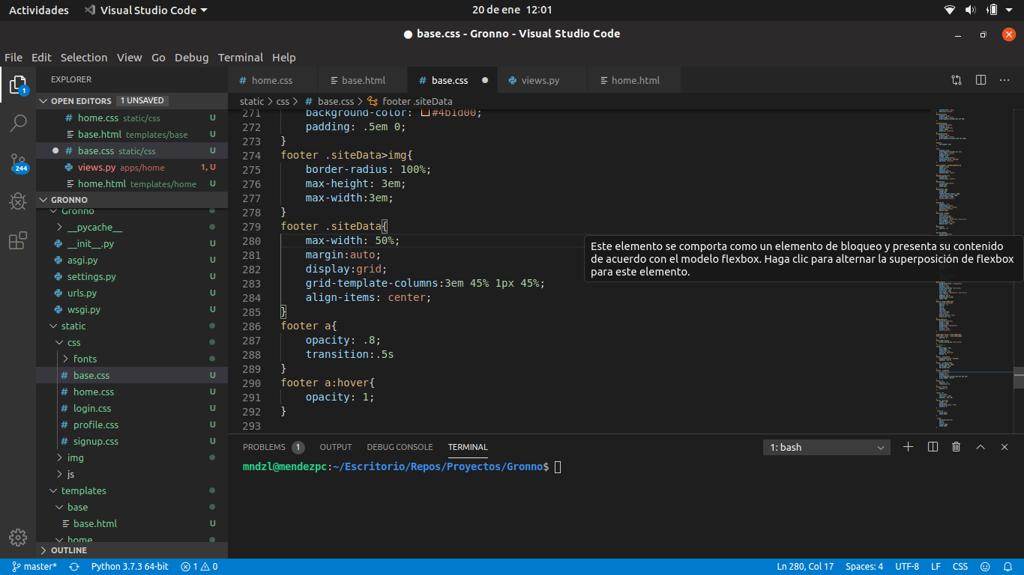 Actividades Visual Studio Code 20 de ene 12:01
base.css - Gronno - Visual Studio Code
File Edit Selection View Go Debug Terminal Help
EXPLORER
OPEN EDITORS 1 UNSAVED
home.css static/css U
base.html templates/base U
base.css static/css U
views.py apps/home 1, U
home.html templates/home U
GRONNO
Gronno
__pycache__
__init__.py U
asgi.py U
settings.py U
urls.py U
wsgi.py U
static
css
fonts
base.css U
home.css U
login.css U
profile.css U
signup.css U
img
js
templates
base
base.html U
home
OUTLINE
1
244
home.css base.html base.css views.py home.html
static > css > base.css > footer .siteData
271 background-color: #4b1d00;
272 padding: .5em 0;
273 }
274 footer .siteData>img{
275 border-radius: 100%;
276 max-height: 3em;
277 max-width:3em;
278 }
279 footer .siteData{
280 max-width: 50%;
281 margin:auto;
282 display:grid;
283 grid-template-columns:3em 45% 1px 45%;
284 align-items: center;
285 }
286 footer a{
287 opacity: .8;
288 transition:.5s
289 }
290 footer a:hover{
291 opacity: 1;
292 }
293
Este elemento se comporta como un elemento de bloqueo y presenta su contenido
de acuerdo con el modelo flexbox. Haga clic para alternar la superposición de flexbox
para este elemento.
PROBLEMS 1 OUTPUT DEBUG CONSOLE TERMINAL 1: bash
mndzl@mendezpc:~/Escritorio/Repos/Proyectos/Gronno$
master* Python 3.7.3 64-bit 1 0 Ln 280, Col 17 Spaces: 4 UTF-8 LF CSS